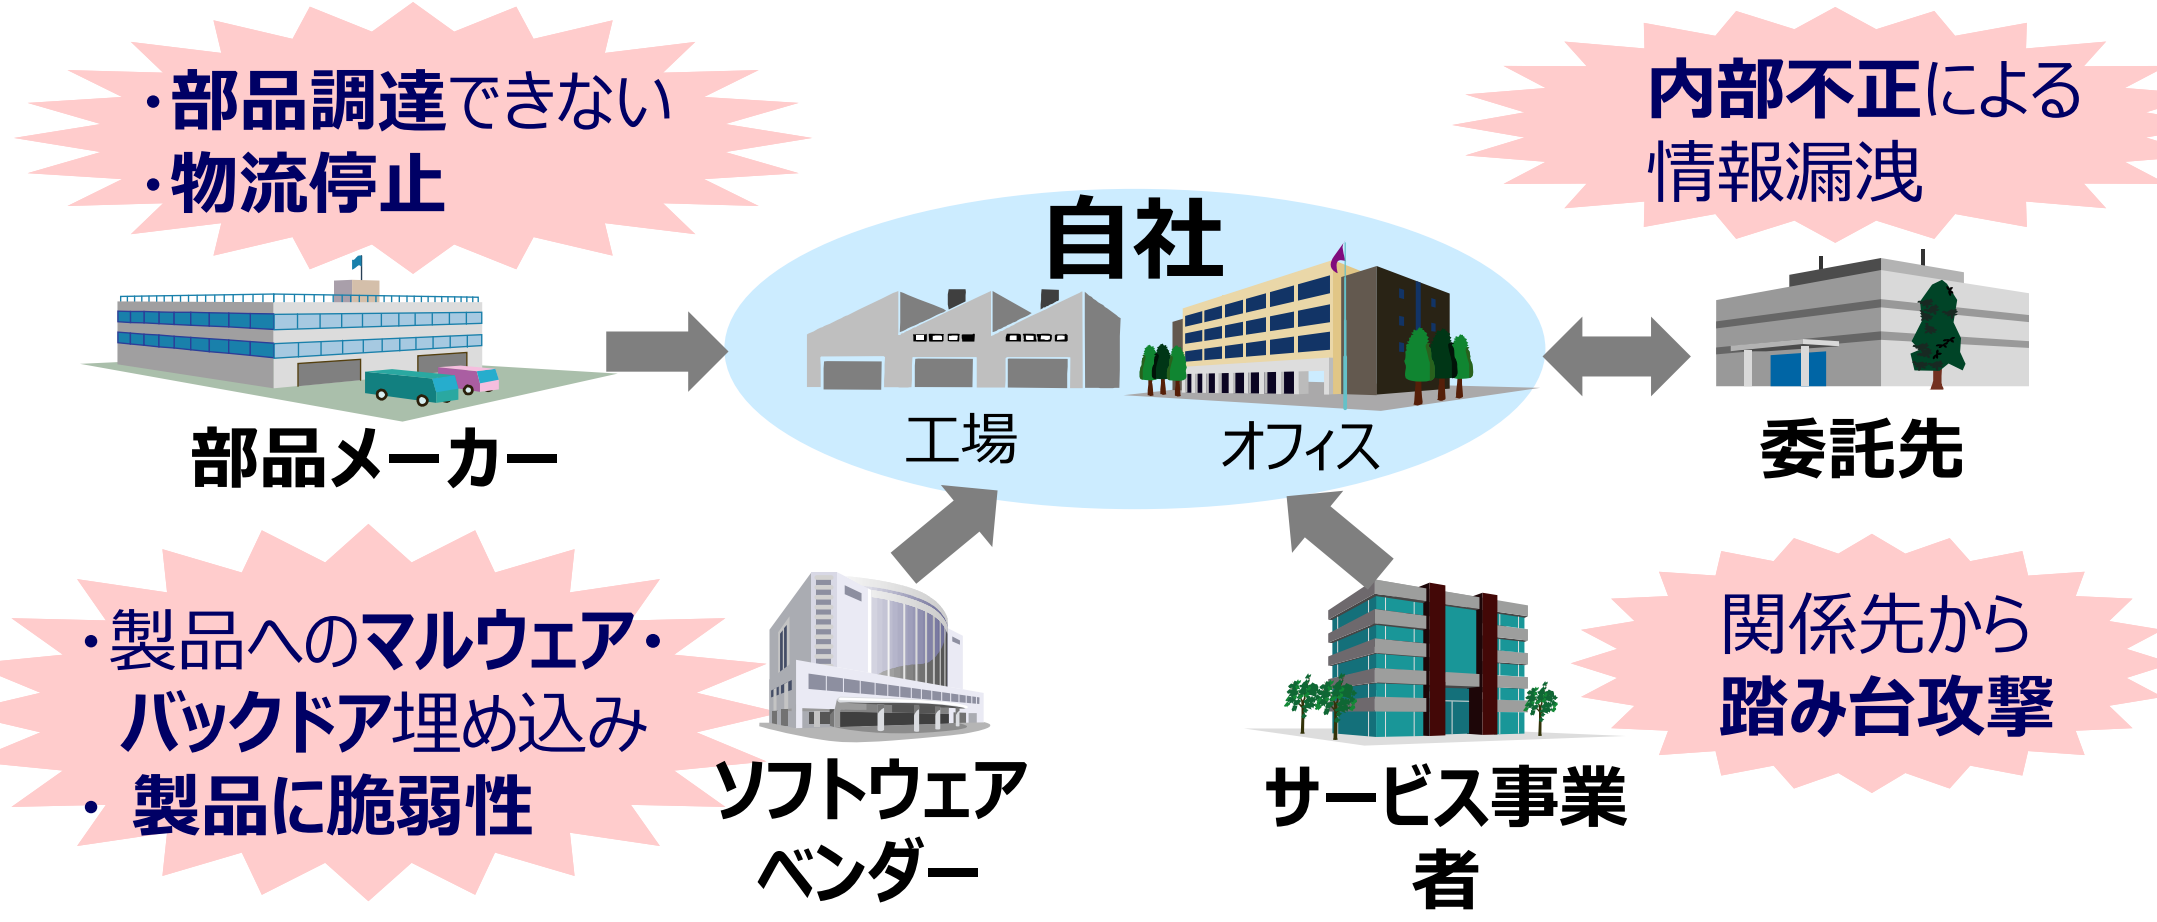 ・部品調達できない
・物流停止
内部不正による
情報漏洩
自社
工場
オフィス
部品メーカー
委託先
・製品へのマルウェア・
バックドア埋め込み
・ 製品に脆弱性
ソフトウェア
ベンダー
サービス事業
者
関係先から
踏み台攻撃